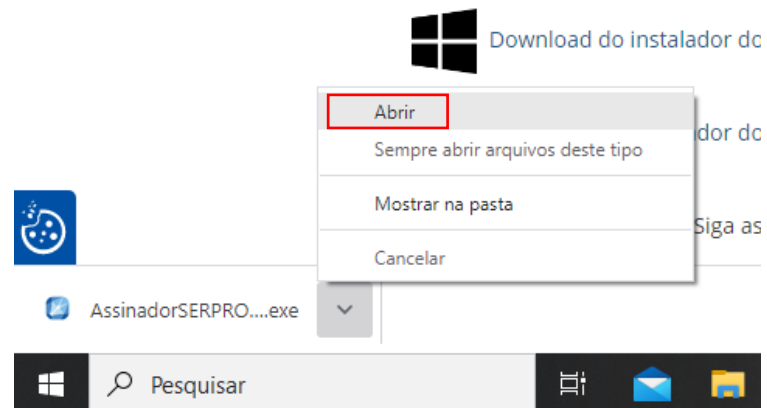 Download do instalador do
Abrir
Sempre abrir arquivos deste tipo
Mostrar na pasta
Cancelar
dor do
Siga as
AssinadorSERPRO....exe
Pesquisar